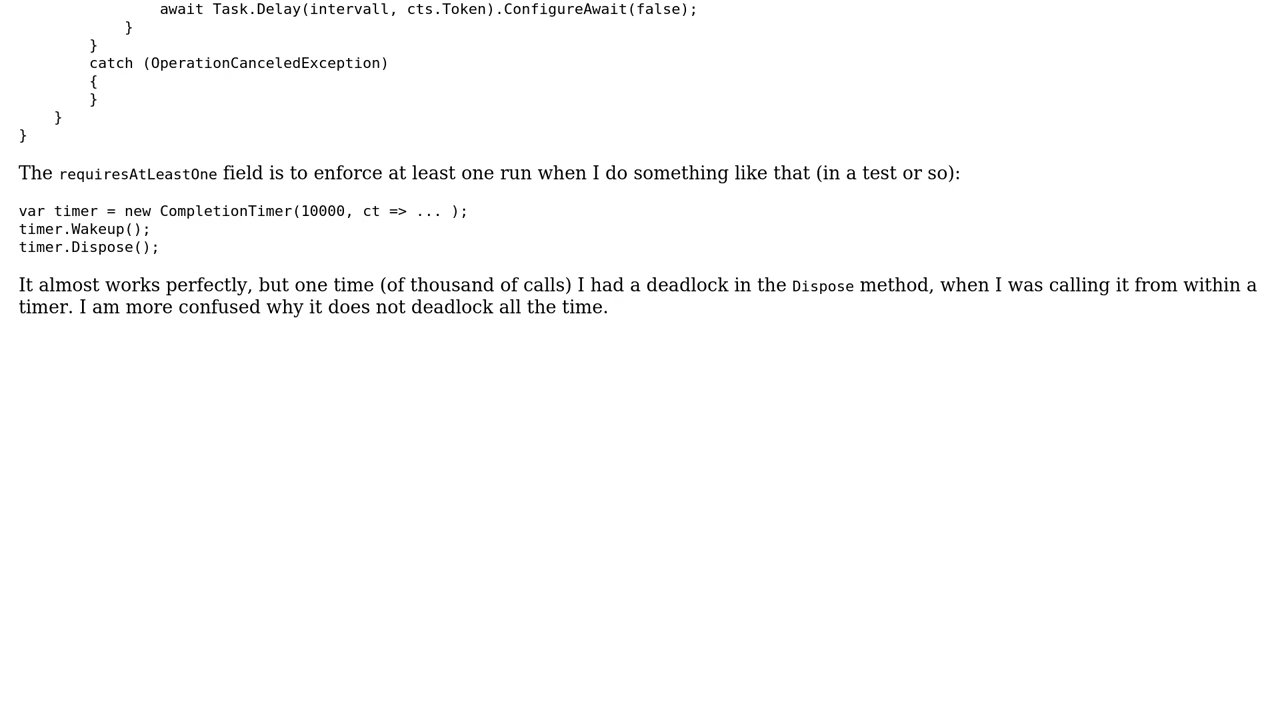 await Task.Delay(intervall, cts.Token).ConfigureAwait(false);
            }
        }
        catch (OperationCanceledException)
        {
        }
    }
}
The requiresAtLeastOne field is to enforce at least one run when I do something like that (in a test or so):
var timer = new CompletionTimer(10000, ct => ... );
timer.Wakeup();
timer.Dispose();
It almost works perfectly, but one time (of thousand of calls) I had a deadlock in the Dispose method, when I was calling it from within a
timer. I am more confused why it does not deadlock all the time.